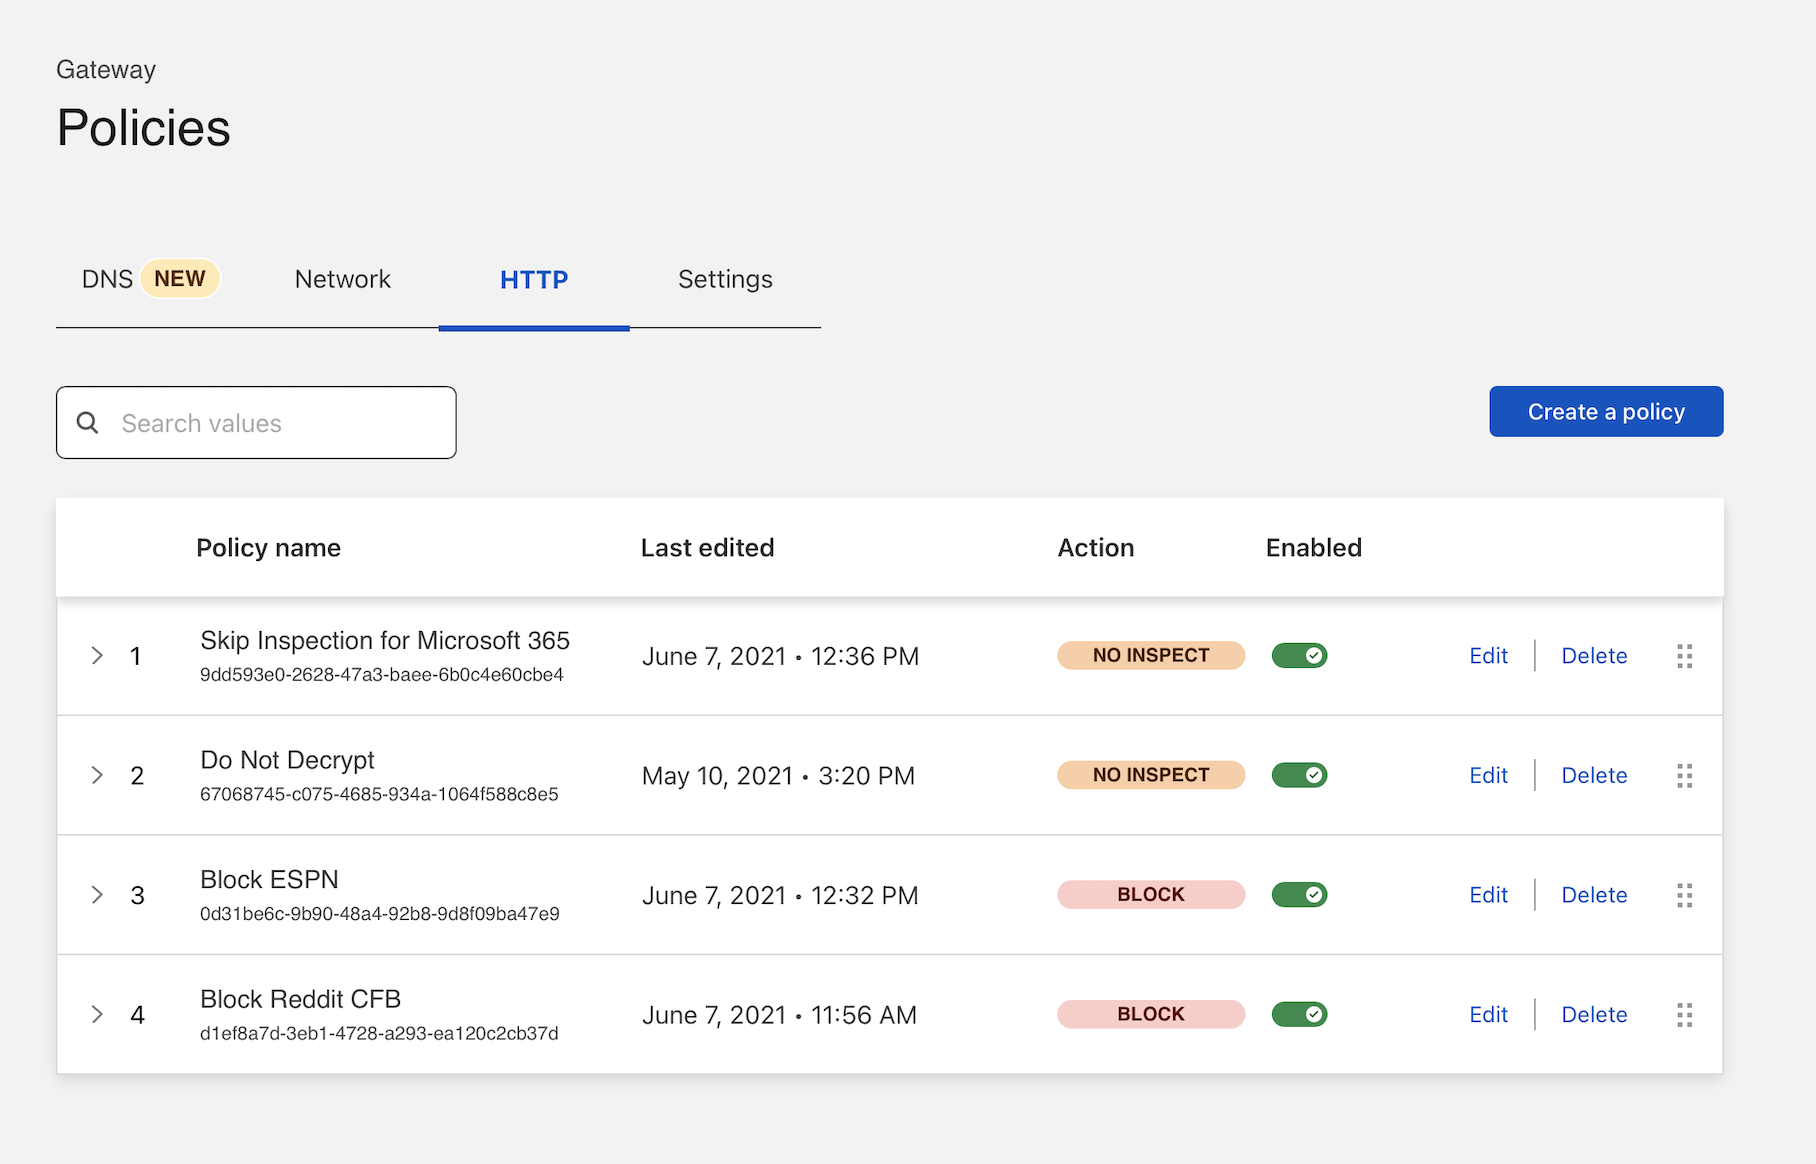 Gateway
Policies
DNS NEW Network HTTP Settings
Search values
Create a policy
Policy name Last edited Action Enabled
1 Skip Inspection for Microsoft 365 June 7, 2021 • 12:36 PM NO INSPECT Edit Delete
9dd593e0-2628-47a3-baee-6b0c4e60cbe4
2 Do Not Decrypt May 10, 2021 • 3:20 PM NO INSPECT Edit Delete
67068745-c075-4685-934a-1064f588c8e5
3 Block ESPN June 7, 2021 • 12:32 PM BLOCK Edit Delete
0d31be6c-9b90-48a4-92b8-9d8f09ba47e9
4 Block Reddit CFB June 7, 2021 • 11:56 AM BLOCK Edit Delete
d1ef8a7d-3eb1-4728-a293-ea120c2cb37d